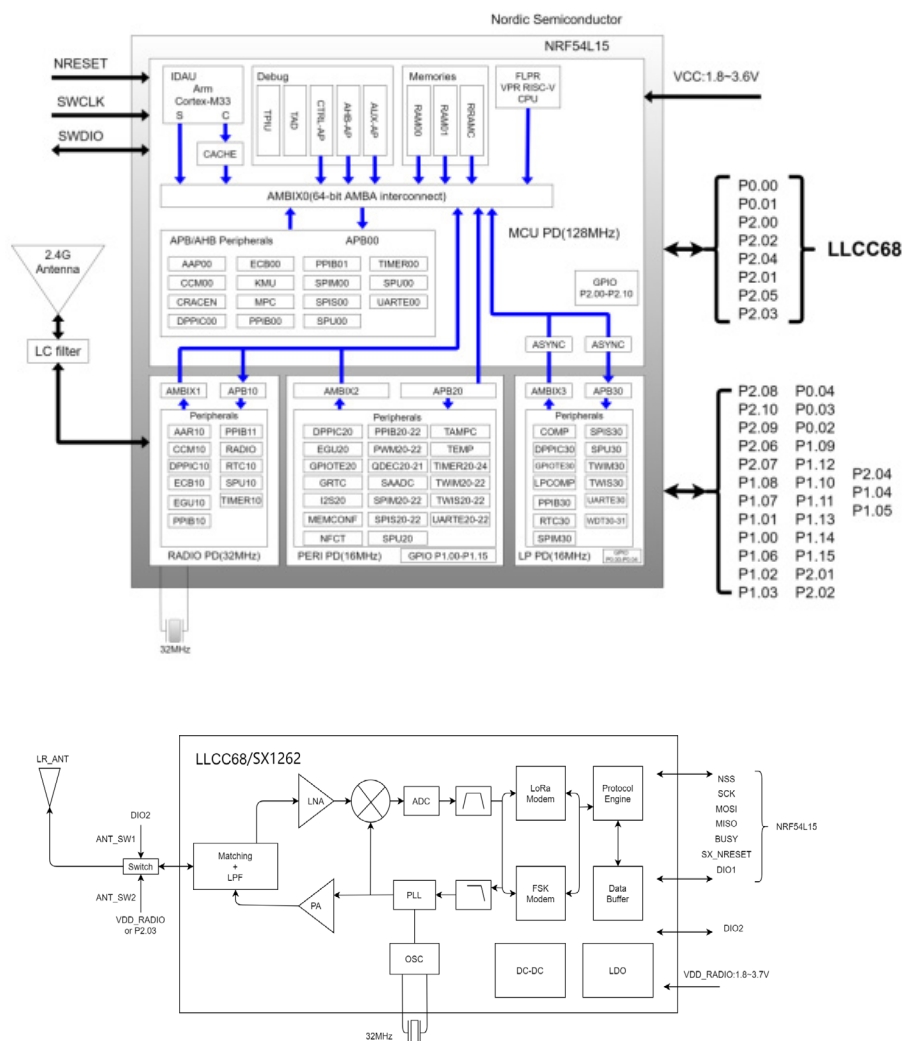 Nordic Semiconductor
NRF54L15
NRESET
SWCLK
SWDIO
VCC:1.8~3.6V
IDAU
Arm
Cortex-M33
S C
CACHE
Debug
TPIU
TAD
CTRL-AP
AHB-AP
AUX-AP
Memories
RAM00
RAM01
RRAMC
FLPR
VPR RISC-V
CPU
AMBIX0(64-bit AMBA interconnect)
MCU PD(128MHz)
APB/AHB Peripherals APB00
AAP00 ECB00 PPIB01 TIMER00
CCM00 KMU SPIM00 SPU00
CRACEN MPC SPIS00 UARTE00
DPPIC00 PPIB00 SPU00
GPIO
P2.00-P2.10
ASYNC ASYNC
P0.00
P0.01
P2.00
P2.02
P2.04
P2.01
P2.05
P2.03
LLCC68
2.4G
Antenna
LC filter
AMBIX1 APB10
Peripherals
AAR10 PPIB11
CCM10 RADIO
DPPIC10 RTC10
ECB10 SPU10
EGU10 TIMER10
PPIB10
RADIO PD(32MHz)
AMBIX2 APB20
Peripherals
DPPIC20 PPIB20-22 TAMPC
EGU20 PWM20-22 TEMP
GPIOTE20 QDEC20-21 TIMER20-24
GRTC SAADC TWIM20-22
I2S20 SPIM20-22 TWIS20-22
MEMCONF SPIS20-22 UARTE20-22
NFCT SPU20
PERI PD(16MHz) GPIO P1.00-P1.15
AMBIX3 APB30
Peripherals
COMP SPIS30
DPPIC30 SPU30
GPIOTE30 TWIM30
LPCOMP TWIS30
PPIB30 UARTE30
RTC30 WDT30-31
SPIM30
LP PD(16MHz) GPIO
P0.00-P0.04
P2.08 P0.04
P2.10 P0.03
P2.09 P0.02
P2.06 P1.09
P2.07 P1.12
P1.08 P1.10
P1.07 P1.11
P1.01 P1.13
P1.00 P1.14
P1.06 P1.15
P1.02 P2.01
P1.03 P2.02
P2.04
P1.04
P1.05
32MHz
LLCC68/SX1262
LR_ANT
DIO2
ANT_SW1
Switch
ANT_SW2
VDD_RADIO
or P2.03
Matching
+
LPF
LNA
PA
ADC
PLL
OSC
LoRa
Modem
FSK
Modem
Protocol
Engine
Data
Buffer
DC-DC
LDO
NSS
SCK
MOSI
MISO
BUSY
SX_NRESET
DIO1
NRF54L15
DIO2
VDD_RADIO:1.8~3.7V
32MHz